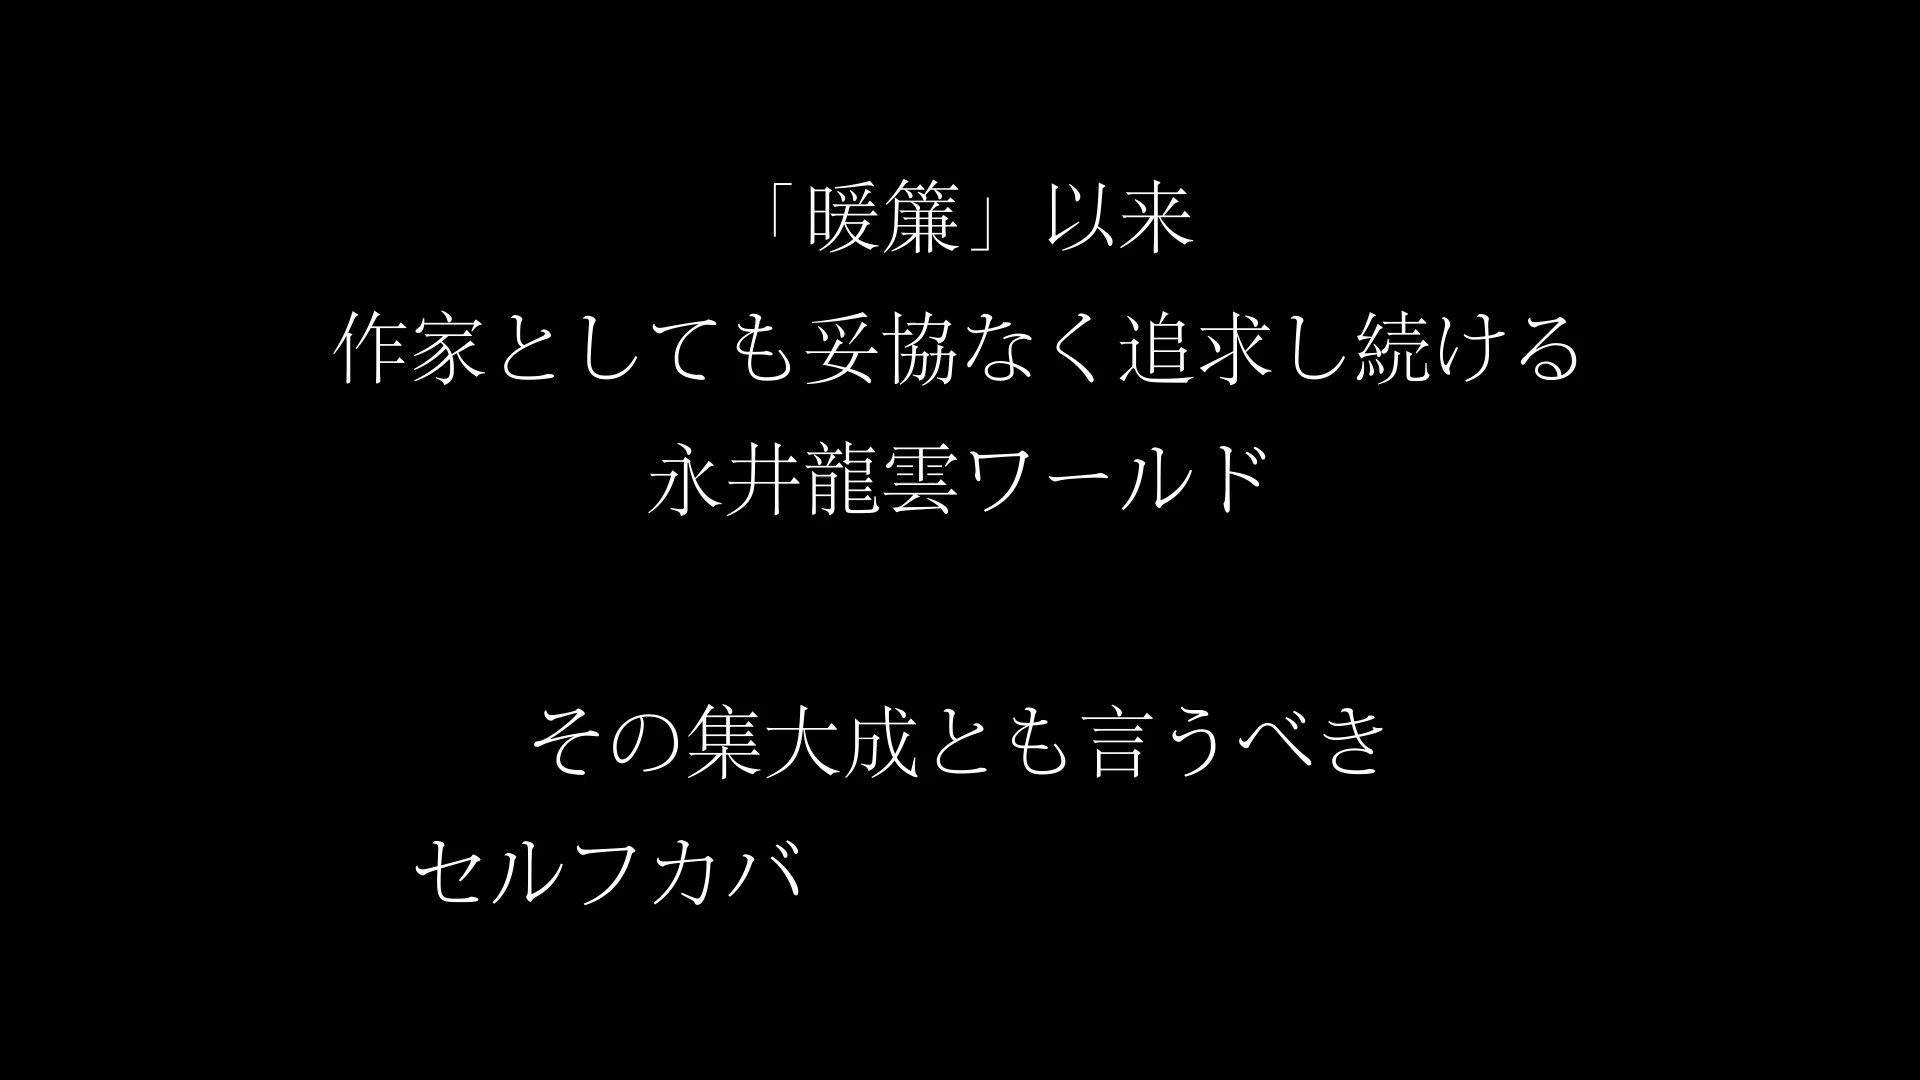 「暖簾」以来
作家としても妥協なく追求し続ける
永井龍雲ワールド
その集大成とも言うべき
セルフカバ